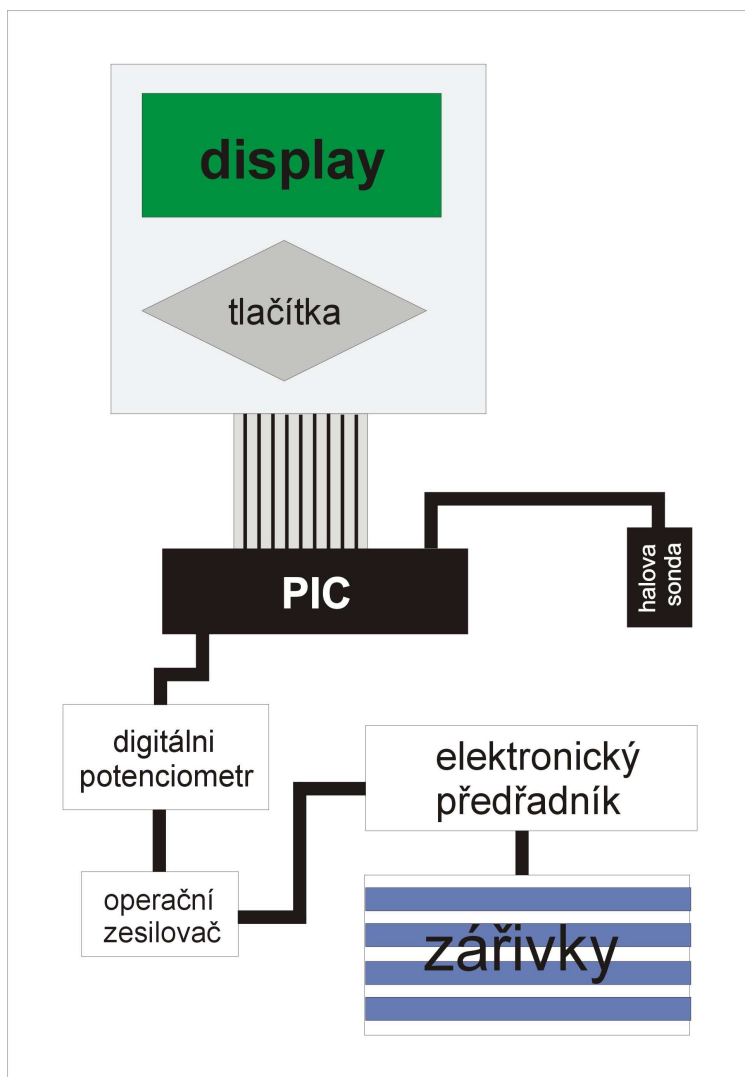 display
tlačítka
PIC
halova
sonda
digitálni
potenciometr
elektronický
předřadník
operační
zesilovač
zářivky